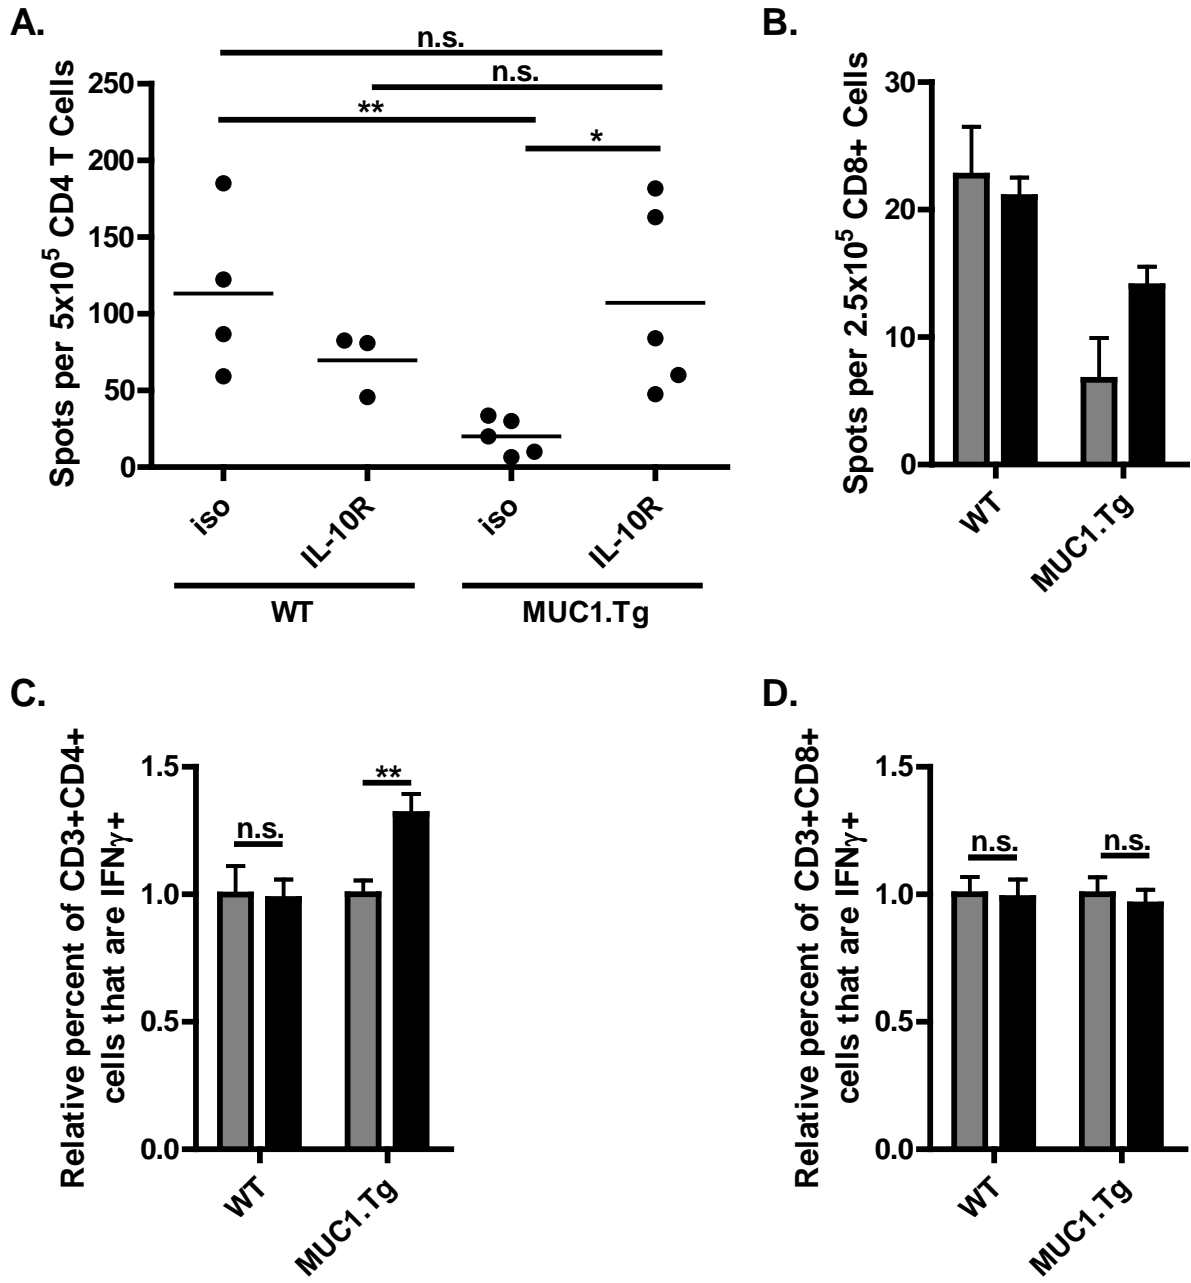 A.
n.s.
n.s.
**
*
Spots per 5x10⁵ CD4 T Cells
250
200
150
100
50
0
iso
IL-10R
iso
IL-10R
WT
MUC1.Tg
B.
Spots per 2.5x10⁵ CD8+ Cells
30
20
10
0
WT
MUC1.Tg
C.
Relative percent of CD3+CD4+
cells that are IFNγ+
1.5
1.0
0.5
0.0
n.s.
**
WT
MUC1.Tg
D.
Relative percent of CD3+CD8+
cells that are IFNγ+
1.5
1.0
0.5
0.0
n.s.
n.s.
WT
MUC1.Tg